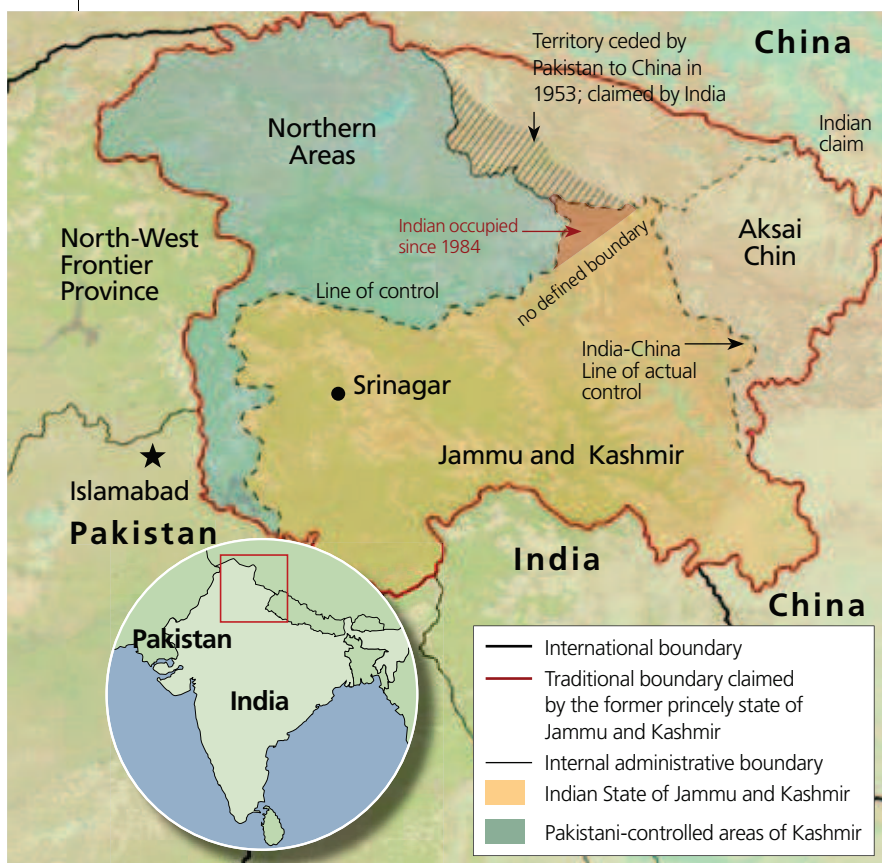 China
Territory ceded by
Pakistan to China in
1953; claimed by India
Indian
claim
Northern
Areas
Indian occupied
since 1984
Aksai
Chin
North-West
Frontier
Province
no defined boundary
Line of control
India-China
Line of actual
control
Srinagar
Jammu and Kashmir
Islamabad
Pakistan
India
China
Pakistan
India
International boundary
Traditional boundary claimed
by the former princely state of
Jammu and Kashmir
Internal administrative boundary
Indian State of Jammu and Kashmir
Pakistani-controlled areas of Kashmir